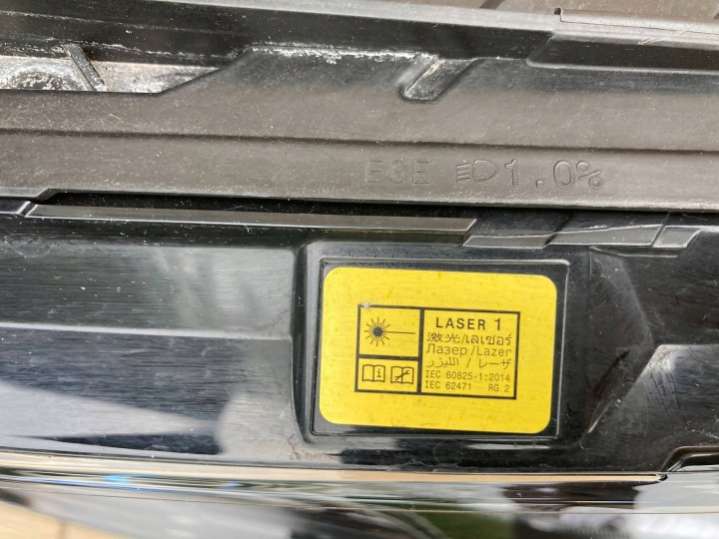 E3E 1.0%
LASER 1
激光/เลเซอร์
Лазер/Lazer
الليزر / レーザ
IEC 60825-1:2014
IEC 62471 RG 2